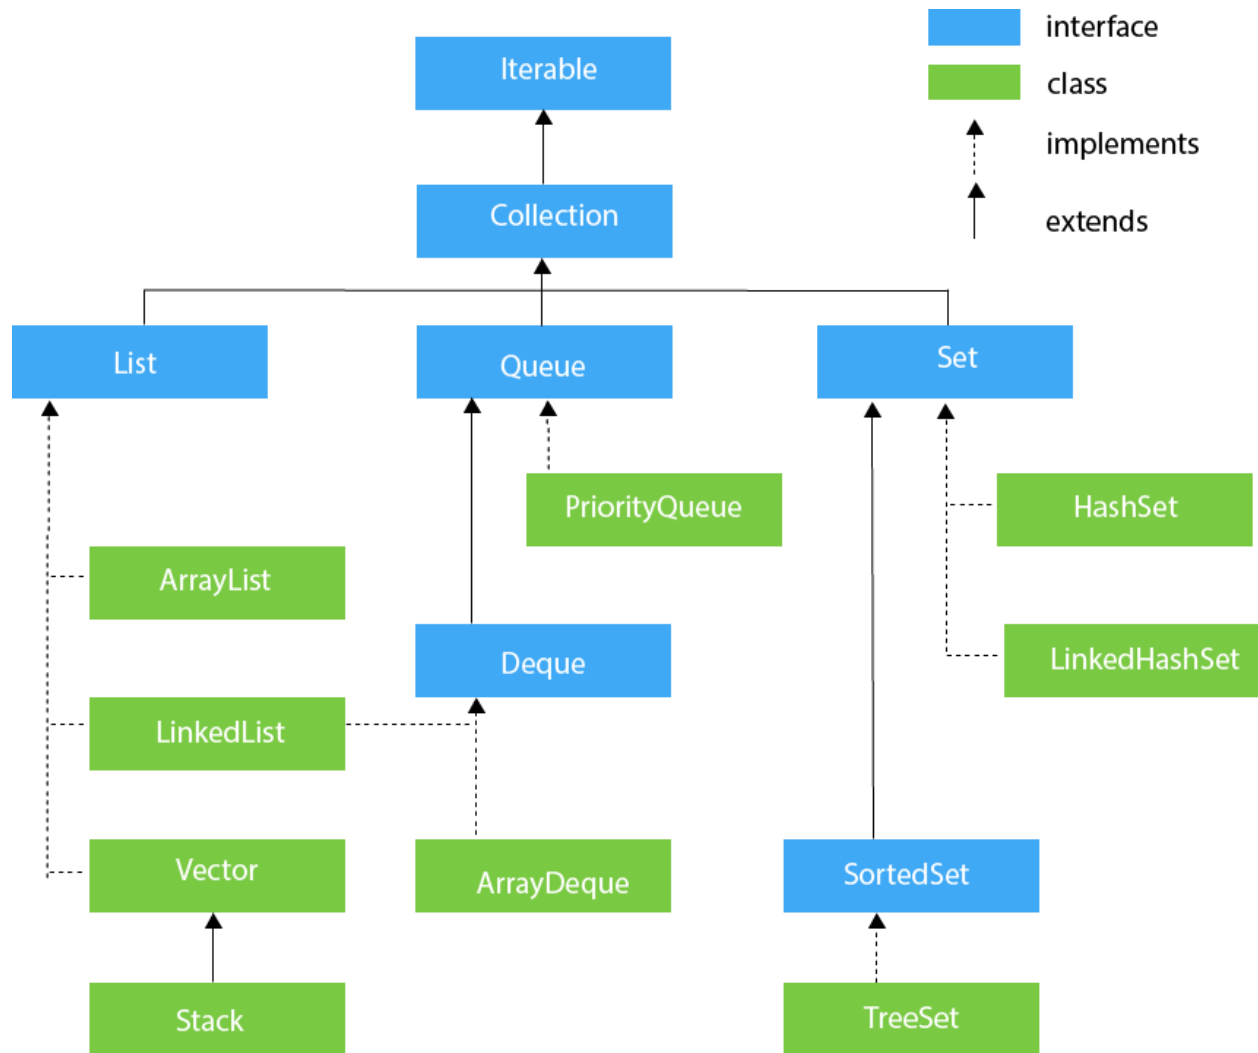 interface
Iterable
class
implements
Collection
extends
List
Queue
Set
PriorityQueue
HashSet
ArrayList
Deque
LinkedHashSet
LinkedList
Vector
ArrayDeque
SortedSet
Stack
TreeSet